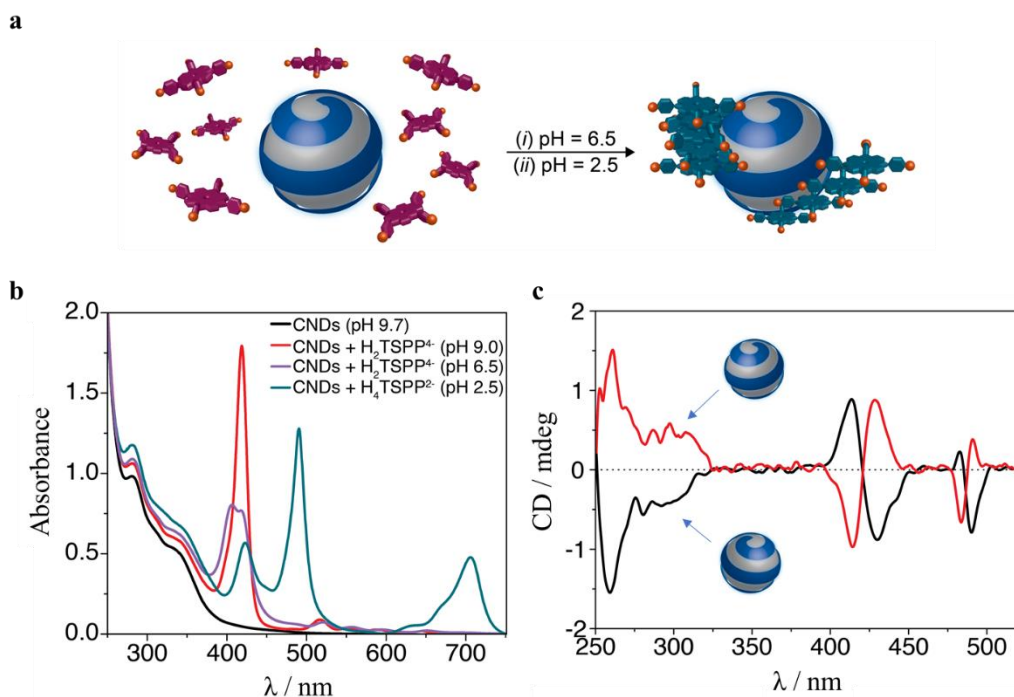 a
(i) pH = 6.5
(ii) pH = 2.5
b
2.0
1.5
1.0
0.5
0.0
Absorbance
CNDs (pH 9.7)
CNDs + H₂TSPP⁴⁻ (pH 9.0)
CNDs + H₂TSPP⁴⁻ (pH 6.5)
CNDs + H₄TSPP²⁻ (pH 2.5)
300 400 500 600 700
λ / nm
c
2
1
0
-1
-2
CD / mdeg
250 300 350 400 450 500
λ / nm